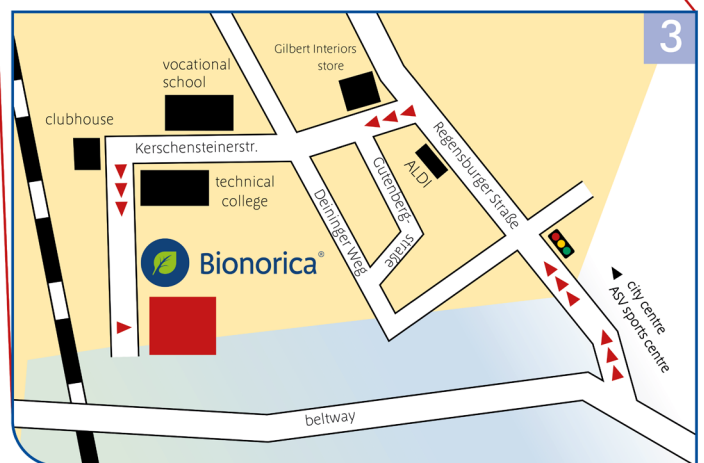 3
Gilbert Interiors
store
vocational
school
clubhouse
Kerschensteinerstr.
technical
college
Regensburger Straße
ALDI
Gutenberg-
straße
Deininger Weg
Bionorica®
city centre
ASV sports centre
beltway